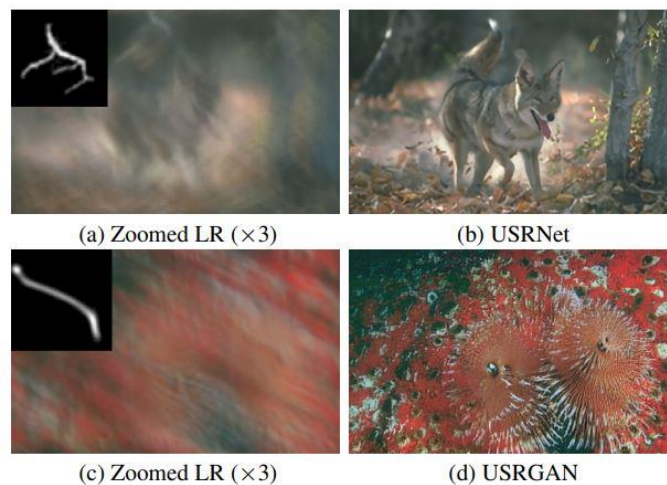 (a) Zoomed LR (×3)
(b) USRNet
(c) Zoomed LR (×3)
(d) USRGAN